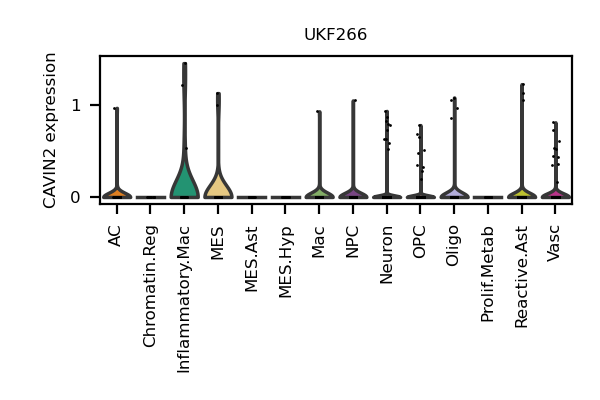 UKF266
CAVIN2 expression
1
0
AC
Chromatin.Reg
Inflammatory.Mac
MES
MES.Ast
MES.Hyp
Mac
NPC
Neuron
OPC
Oligo
Prolif.Metab
Reactive.Ast
Vasc